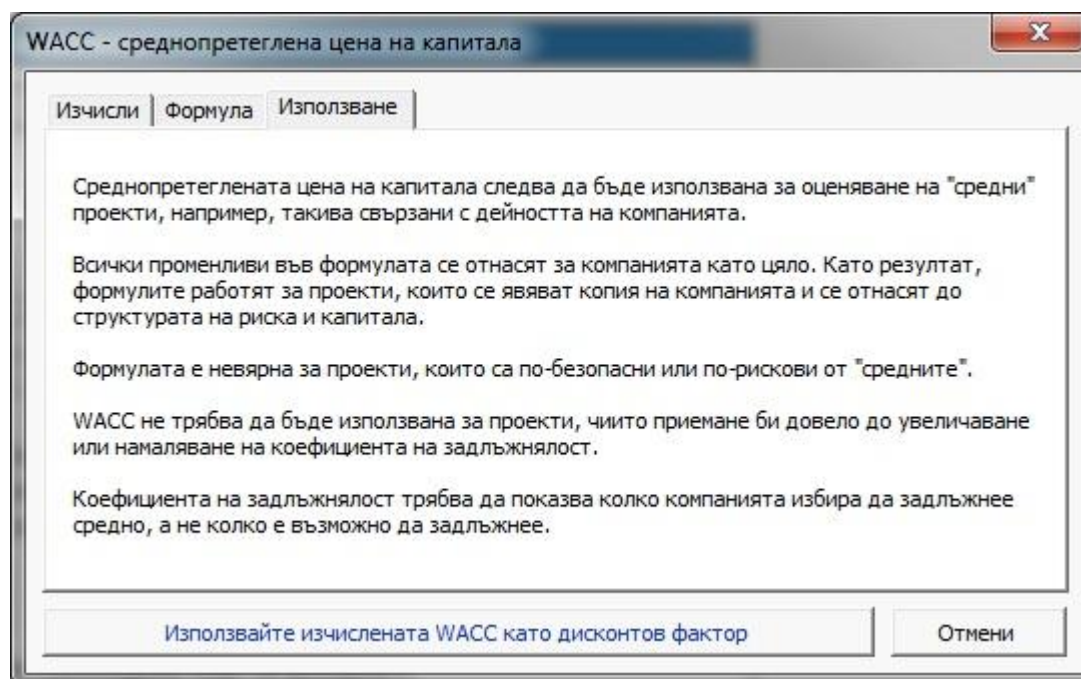 WACC - среднопретеглена цена на капитала
Изчисли Формула Използване
Среднопретеглената цена на капитала следва да бъде използвана за оценяване на "средни"
проекти, например, такива свързани с дейността на компанията.
Всички променливи във формулата се отнасят за компанията като цяло. Като резултат,
формулите работят за проекти, които се явяват копия на компанията и се отнасят до
структурата на риска и капитала.
Формулата е невярна за проекти, които са по-безопасни или по-рискови от "средните".
WACC не трябва да бъде използвана за проекти, чиито приемане би довело до увеличаване
или намаляване на коефициента на задлъжнялост.
Коефициента на задлъжнялост трябва да показва колко компанията избира да задлъжнее
средно, а не колко е възможно да задлъжнее.
Използвайте изчислената WACC като дисконтов фактор
Отмени